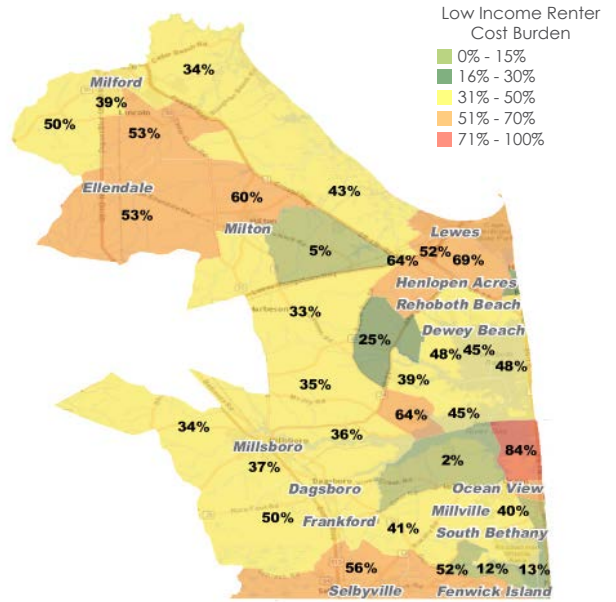 Low Income Renter
Cost Burden
0% - 15%
16% - 30%
31% - 50%
51% - 70%
71% - 100%
34%
Milford
39%
50%
Lincoln
53%
Ellendale
60%
43%
53%
Milton
5%
Lewes
52%
64%
69%
Henlopen Acres
Rehoboth Beach
33%
Harbeson
Dewey Beach
25%
48%
45%
48%
35%
39%
64%
45%
34%
36%
Millsboro
84%
37%
2%
Dagsboro
Ocean View
50%
Frankford
Millville
40%
41%
South Bethany
56%
52%
12%
13%
Selbyville
Fenwick Island